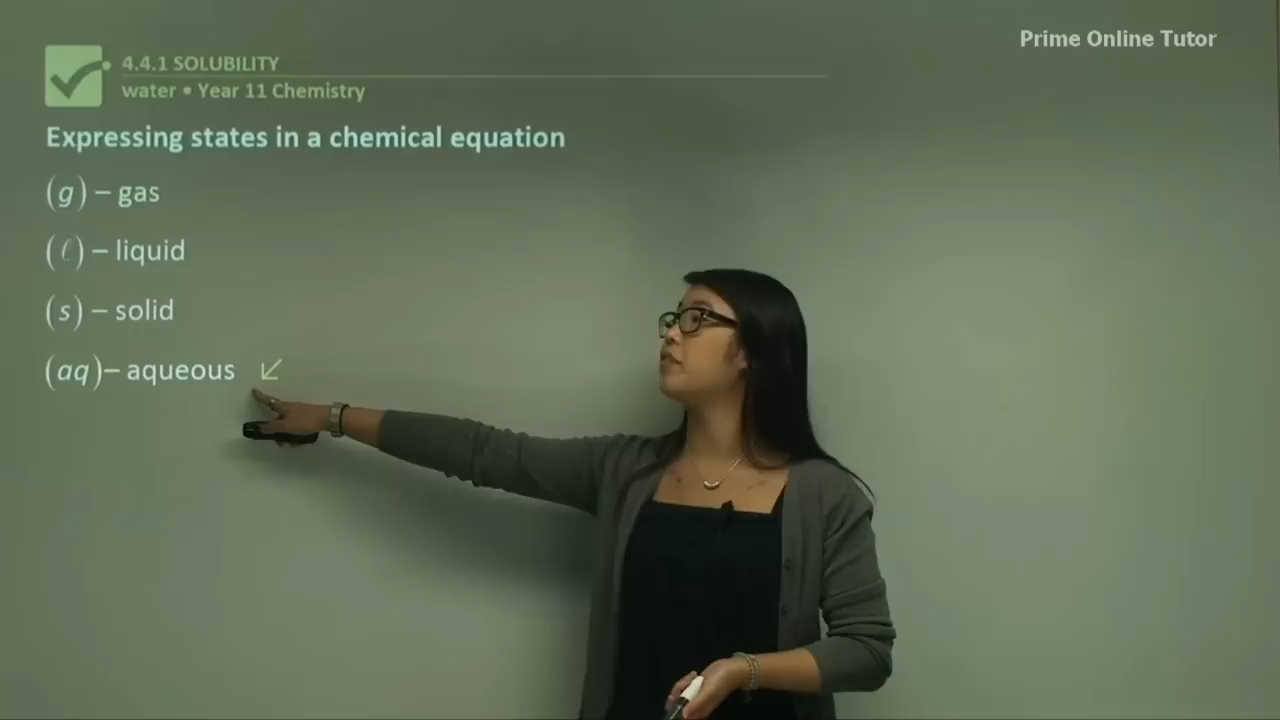 Prime Online Tutor
4.4.1 SOLUBILITY
water • Year 11 Chemistry
Expressing states in a chemical equation
(g) – gas
(ℓ) – liquid
(s) – solid
(aq)– aqueous